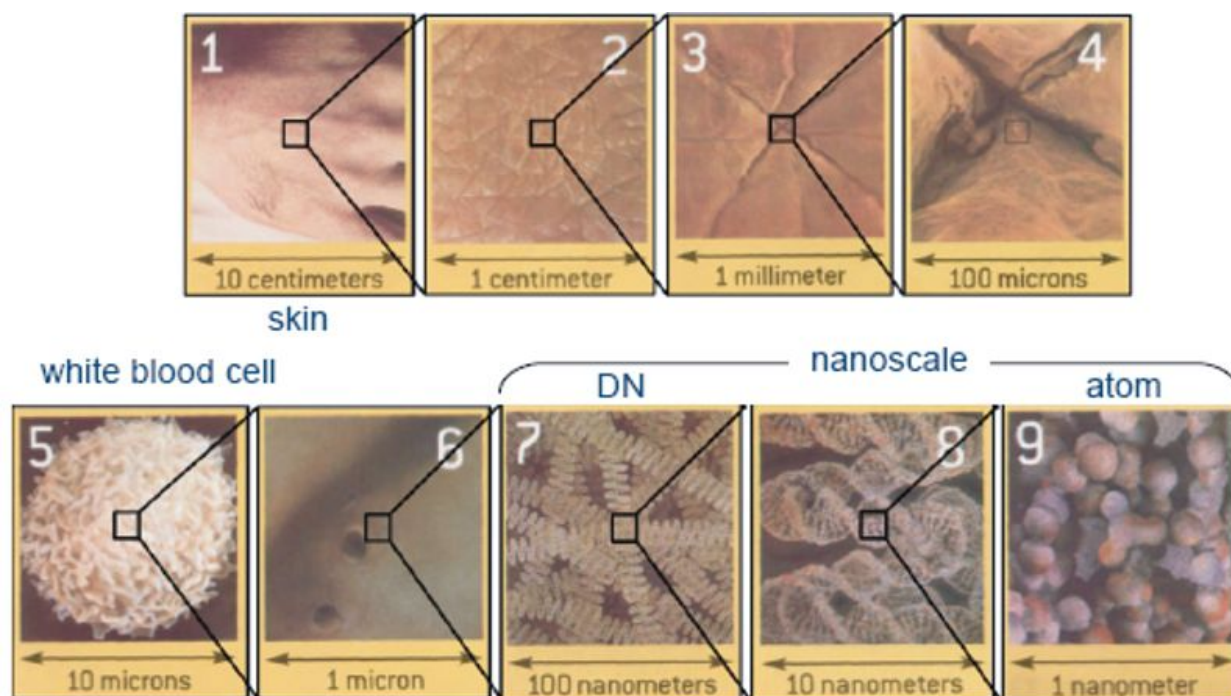 1
2
3
4
10 centimeters
1 centimeter
1 millimeter
100 microns
skin
white blood cell
nanoscale
DN
atom
5
6
7
8
9
10 microns
1 micron
100 nanometers
10 nanometers
1 nanometer